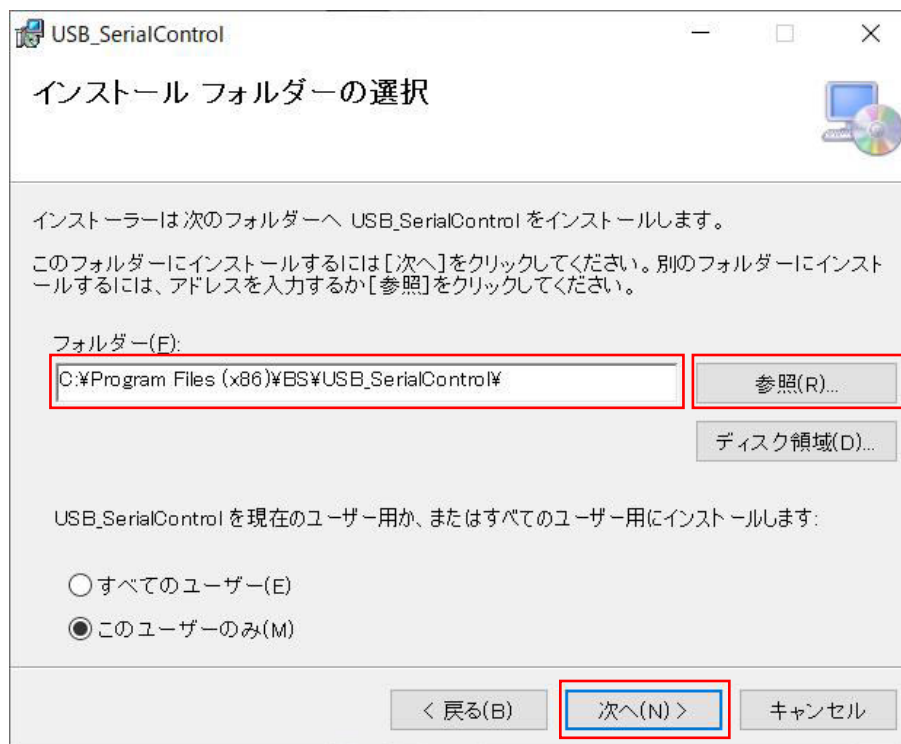 USB_SerialControl
インストール フォルダーの選択
インストーラーは次のフォルダーへ USB_SerialControl をインストールします。
このフォルダーにインストールするには[次へ]をクリックしてください。別のフォルダーにインスト
ールするには、アドレスを入力するか[参照]をクリックしてください。
フォルダー(F):
C:¥Program Files (x86)¥BS¥USB_SerialControl¥
参照(R)...
ディスク領域(D)...
USB_SerialControl を現在のユーザー用か、またはすべてのユーザー用にインストールします:
すべてのユーザー(E)
このユーザーのみ(M)
< 戻る(B)
次へ(N) >
キャンセル